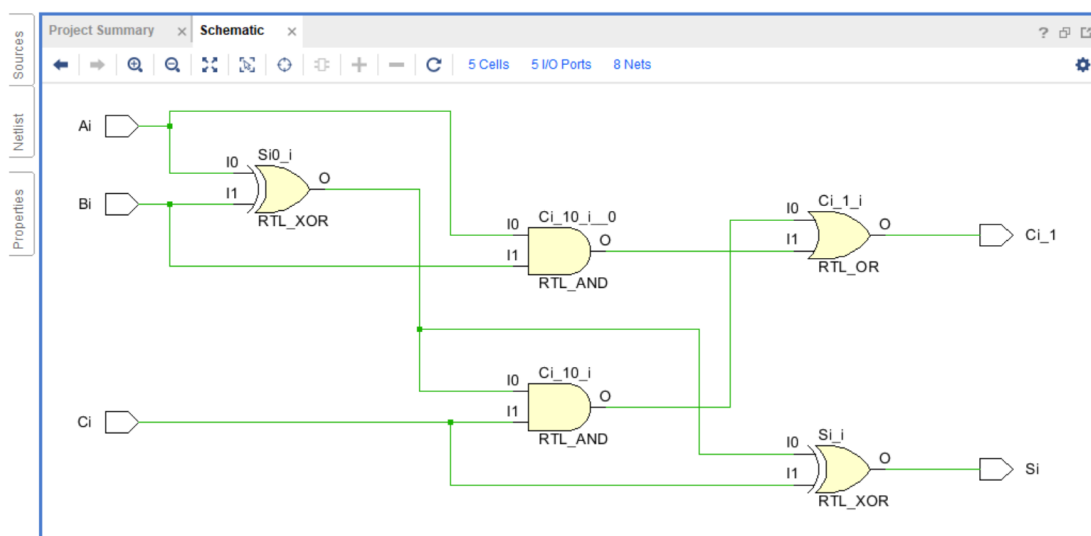 Sources
Netlist
Properties
Project Summary × Schematic ×
?
5 Cells 5 I/O Ports 8 Nets
Ai
Si0_i
I0
O
I1
Bi
RTL_XOR
Ci_10_i__0
I0
O
I1
RTL_AND
Ci_1_i
I0
O
I1
Ci_1
RTL_OR
Ci_10_i
I0
O
I1
Ci
RTL_AND
Si_i
I0
O
I1
Si
RTL_XOR